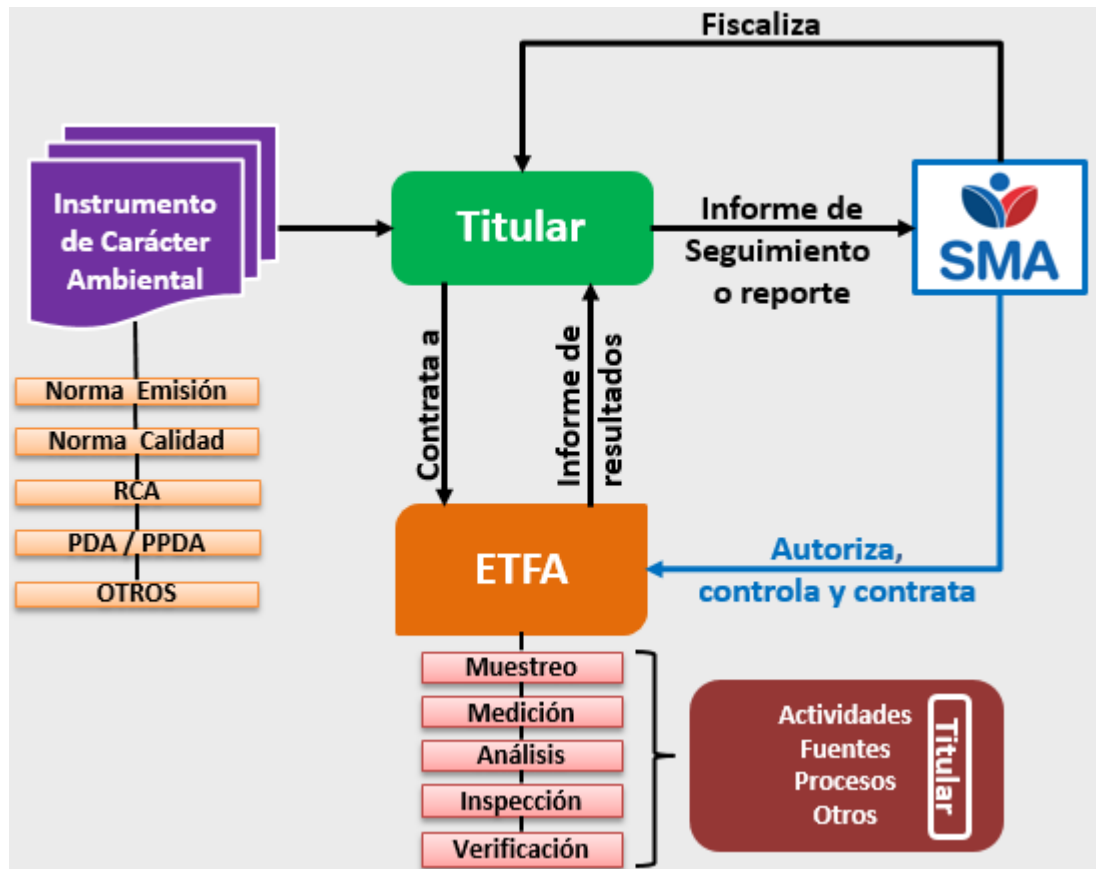 Fiscaliza
Instrumento
de Carácter
Ambiental
Titular
Informe de
Seguimiento
o reporte
SMA
Contrata a
Informe de
resultados
Norma Emisión
Norma Calidad
RCA
PDA / PPDA
OTROS
ETFA
Autoriza,
controla y contrata
Muestreo
Medición
Análisis
Inspección
Verificación
Actividades
Fuentes
Procesos
Otros
Titular